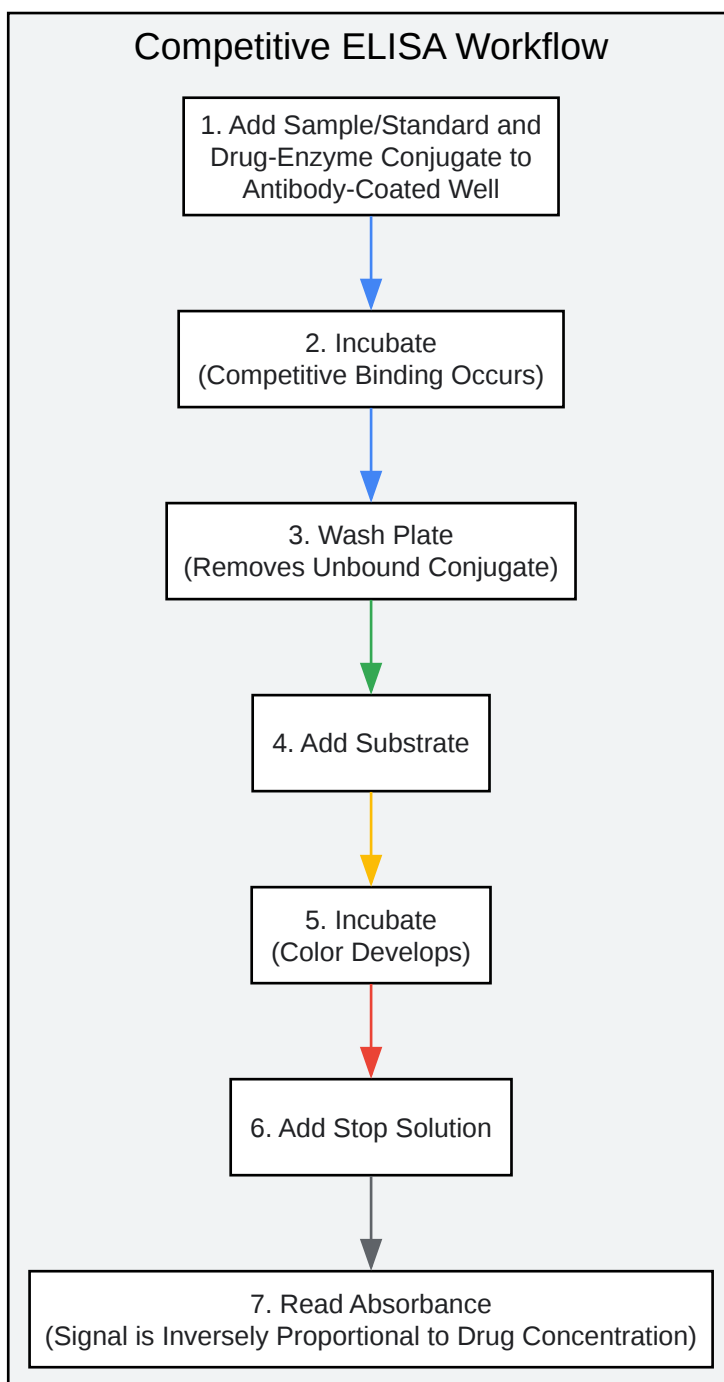 Competitive ELISA Workflow
1. Add Sample/Standard and
Drug-Enzyme Conjugate to
Antibody-Coated Well
2. Incubate
(Competitive Binding Occurs)
3. Wash Plate
(Removes Unbound Conjugate)
4. Add Substrate
5. Incubate
(Color Develops)
6. Add Stop Solution
7. Read Absorbance
(Signal is Inversely Proportional to Drug Concentration)